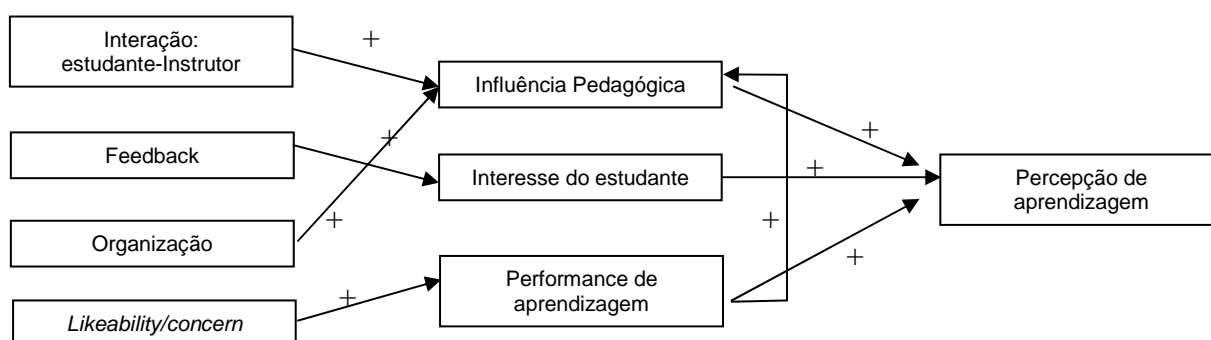 Interação:
estudante-Instrutor
+
Influência Pedagógica
Feedback
+
+
Interesse do estudante
+
Percepção de
aprendizagem
Organização
+
+
+
Performance de
aprendizagem
Likeability/concern
+